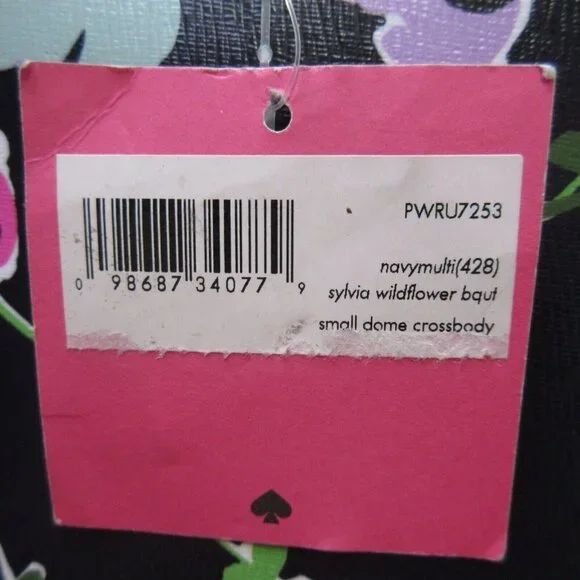 PWRU7253
navymulti(428)
sylvia wildflower bqut
small dome crossbody
0 98687 34077 9